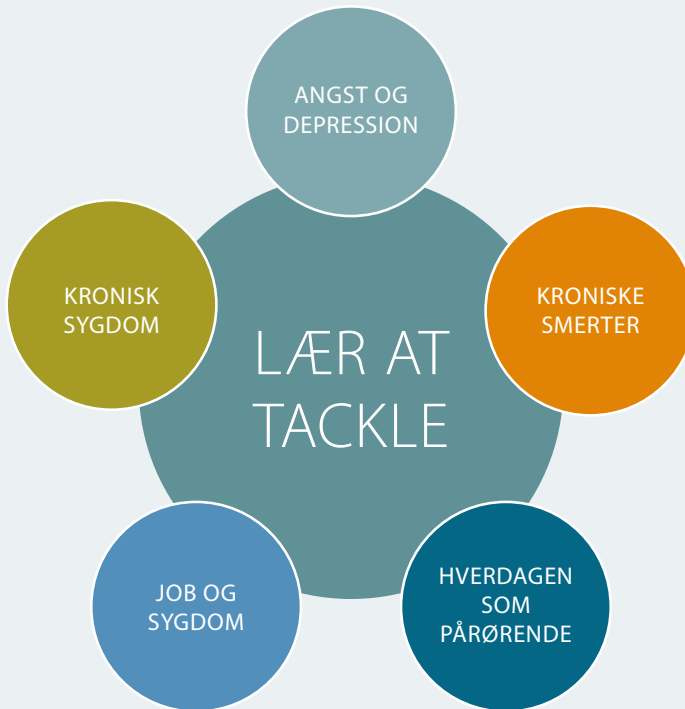 ANGST OG
DEPRESSION
KRONISK
SYGDOM
KRONISKE
SMERTER
LÆR AT
TACKLE
JOB OG
SYGDOM
HVERDAGEN
SOM
PÅRØRENDE